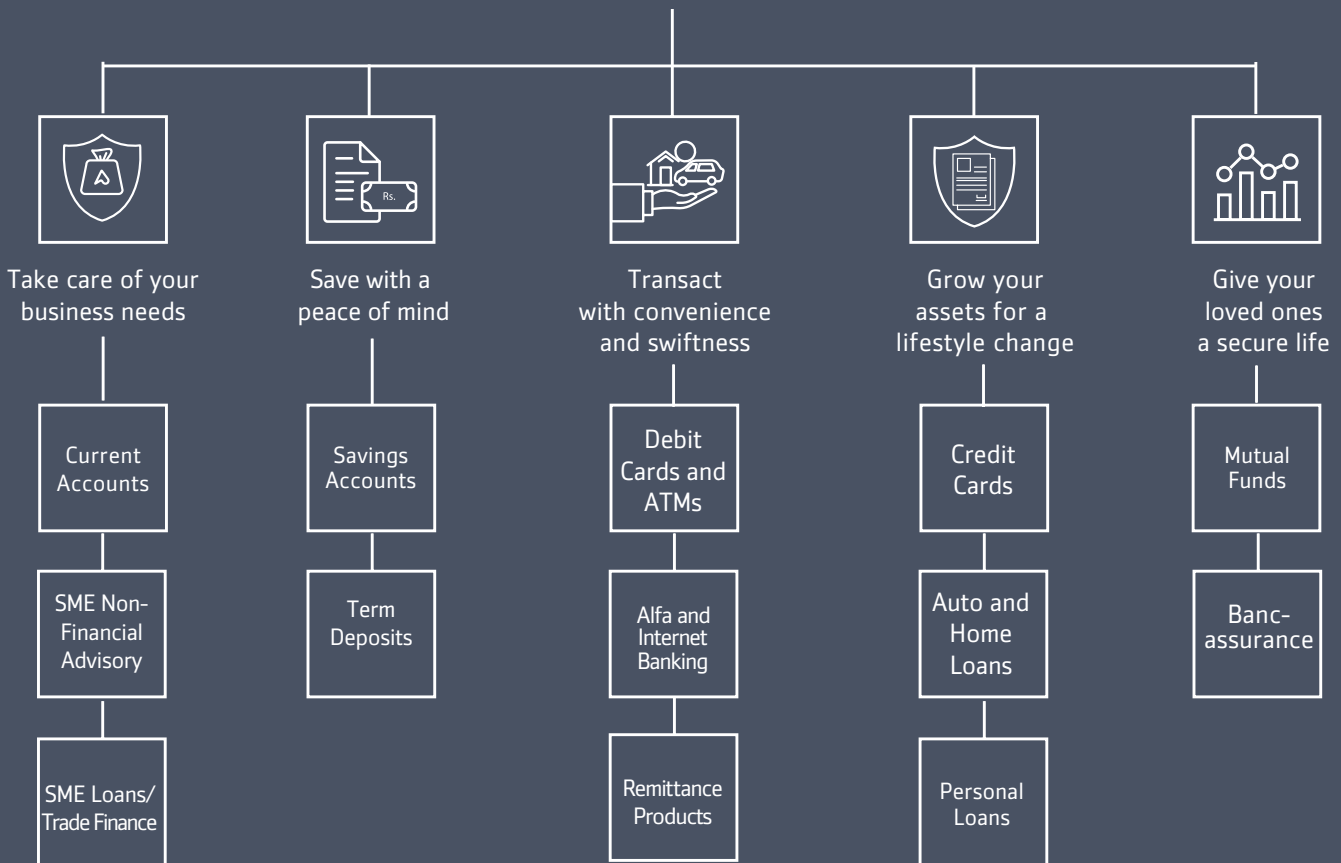 Rs.
Take care of your
business needs
Save with a
peace of mind
Transact
with convenience
and swiftness
Grow your
assets for a
lifestyle change
Give your
loved ones
a secure life
Current
Accounts
Savings
Accounts
Debit
Cards and
ATMs
Credit
Cards
Mutual
Funds
SME Non-
Financial
Advisory
Term
Deposits
Alfa and
Internet
Banking
Auto and
Home
Loans
Banc-
assurance
SME Loans/
Trade Finance
Remittance
Products
Personal
Loans